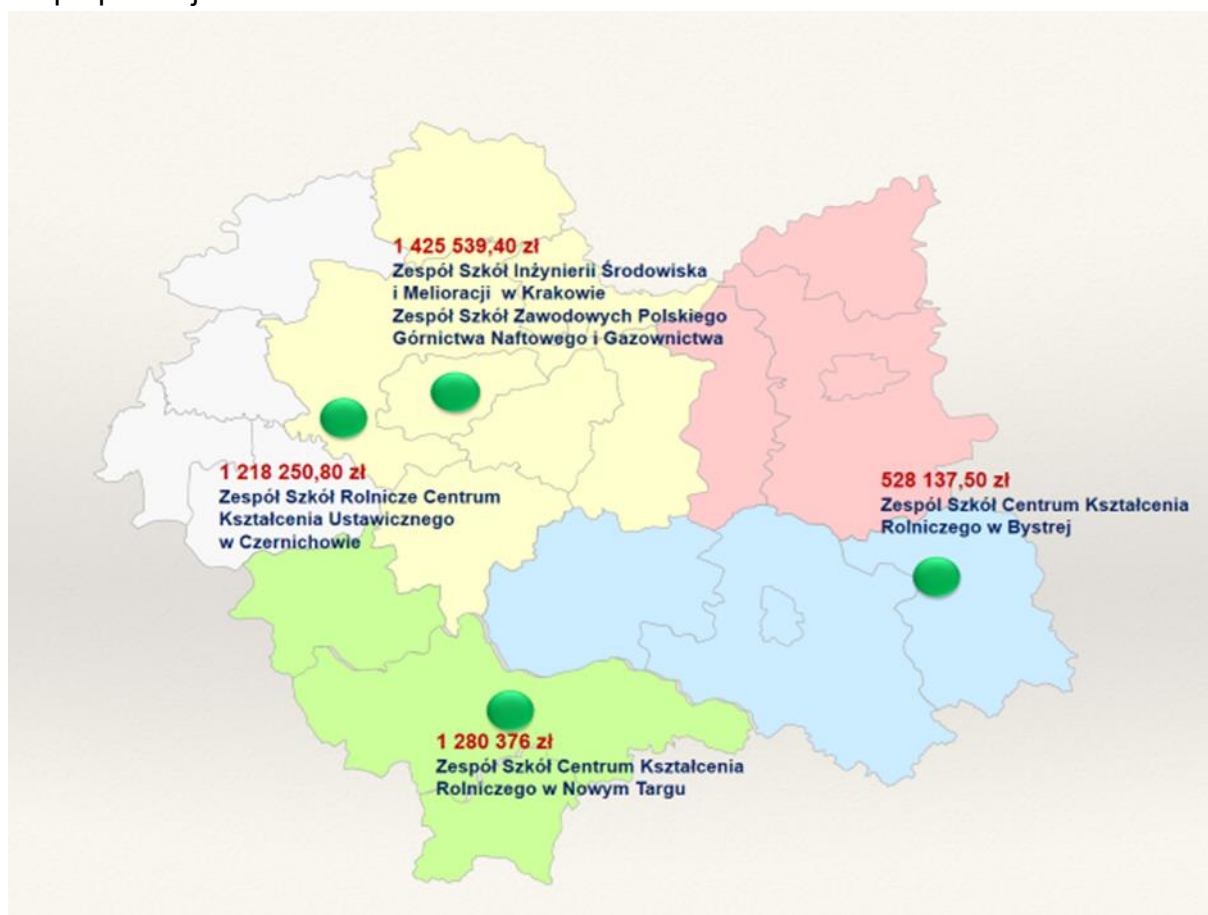 1 425 539,40 zł
Zespół Szkół Inżynierii Środowiska
i Melioracji w Krakowie
Zespół Szkół Zawodowych Polskiego
Górnictwa Naftowego i Gazownictwa
1 218 250,80 zł
Zespół Szkół Rolnicze Centrum
Kształcenia Ustawicznego
w Czernichowie
528 137,50 zł
Zespól Szkół Centrum Kształcenia
Rolniczego w Bystrej
1 280 376 zł
Zespół Szkół Centrum Kształcenia
Rolniczego w Nowym Targu